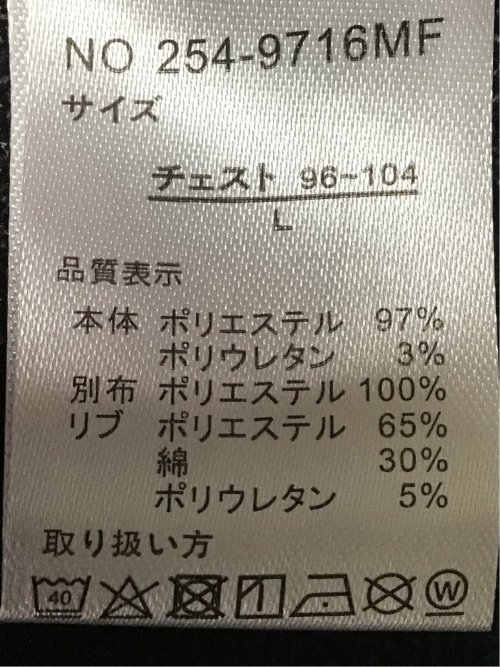 NO 254-9716MF
サイズ
チェスト 96~104
L
品質表示
本体 ポリエステル 97%
ポリウレタン 3%
別布 ポリエステル 100%
リブ ポリエステル 65%
綿 30%
ポリウレタン 5%
取り扱い方
40 W